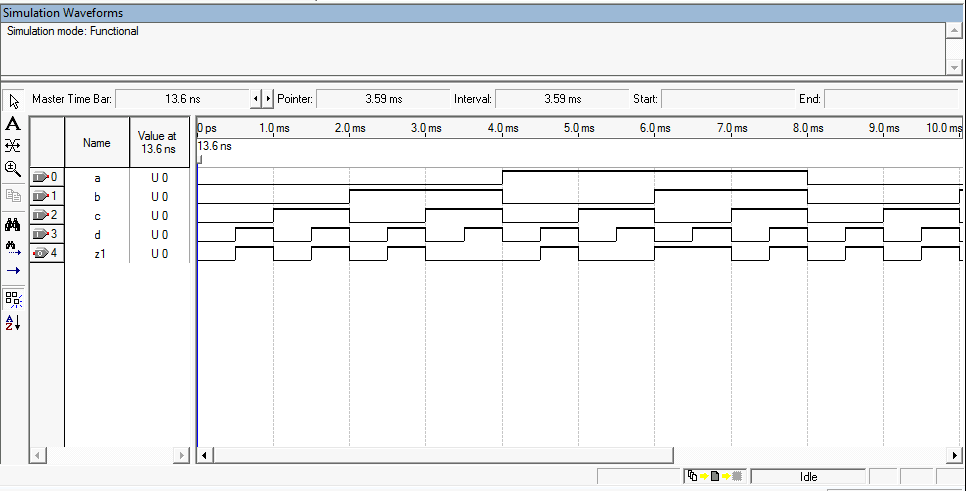 Simulation Waveforms
Simulation mode: Functional
Master Time Bar: 13.6 ns Pointer: 3.59 ms Interval: 3.59 ms Start: End:
Name Value at 13.6 ns
0 ps 1.0 ms 2.0 ms 3.0 ms 4.0 ms 5.0 ms 6.0 ms 7.0 ms 8.0 ms 9.0 ms 10.0 ms
13.6 ns
0 a U 0
1 b U 0
2 c U 0
3 d U 0
4 z1 U 0
Idle